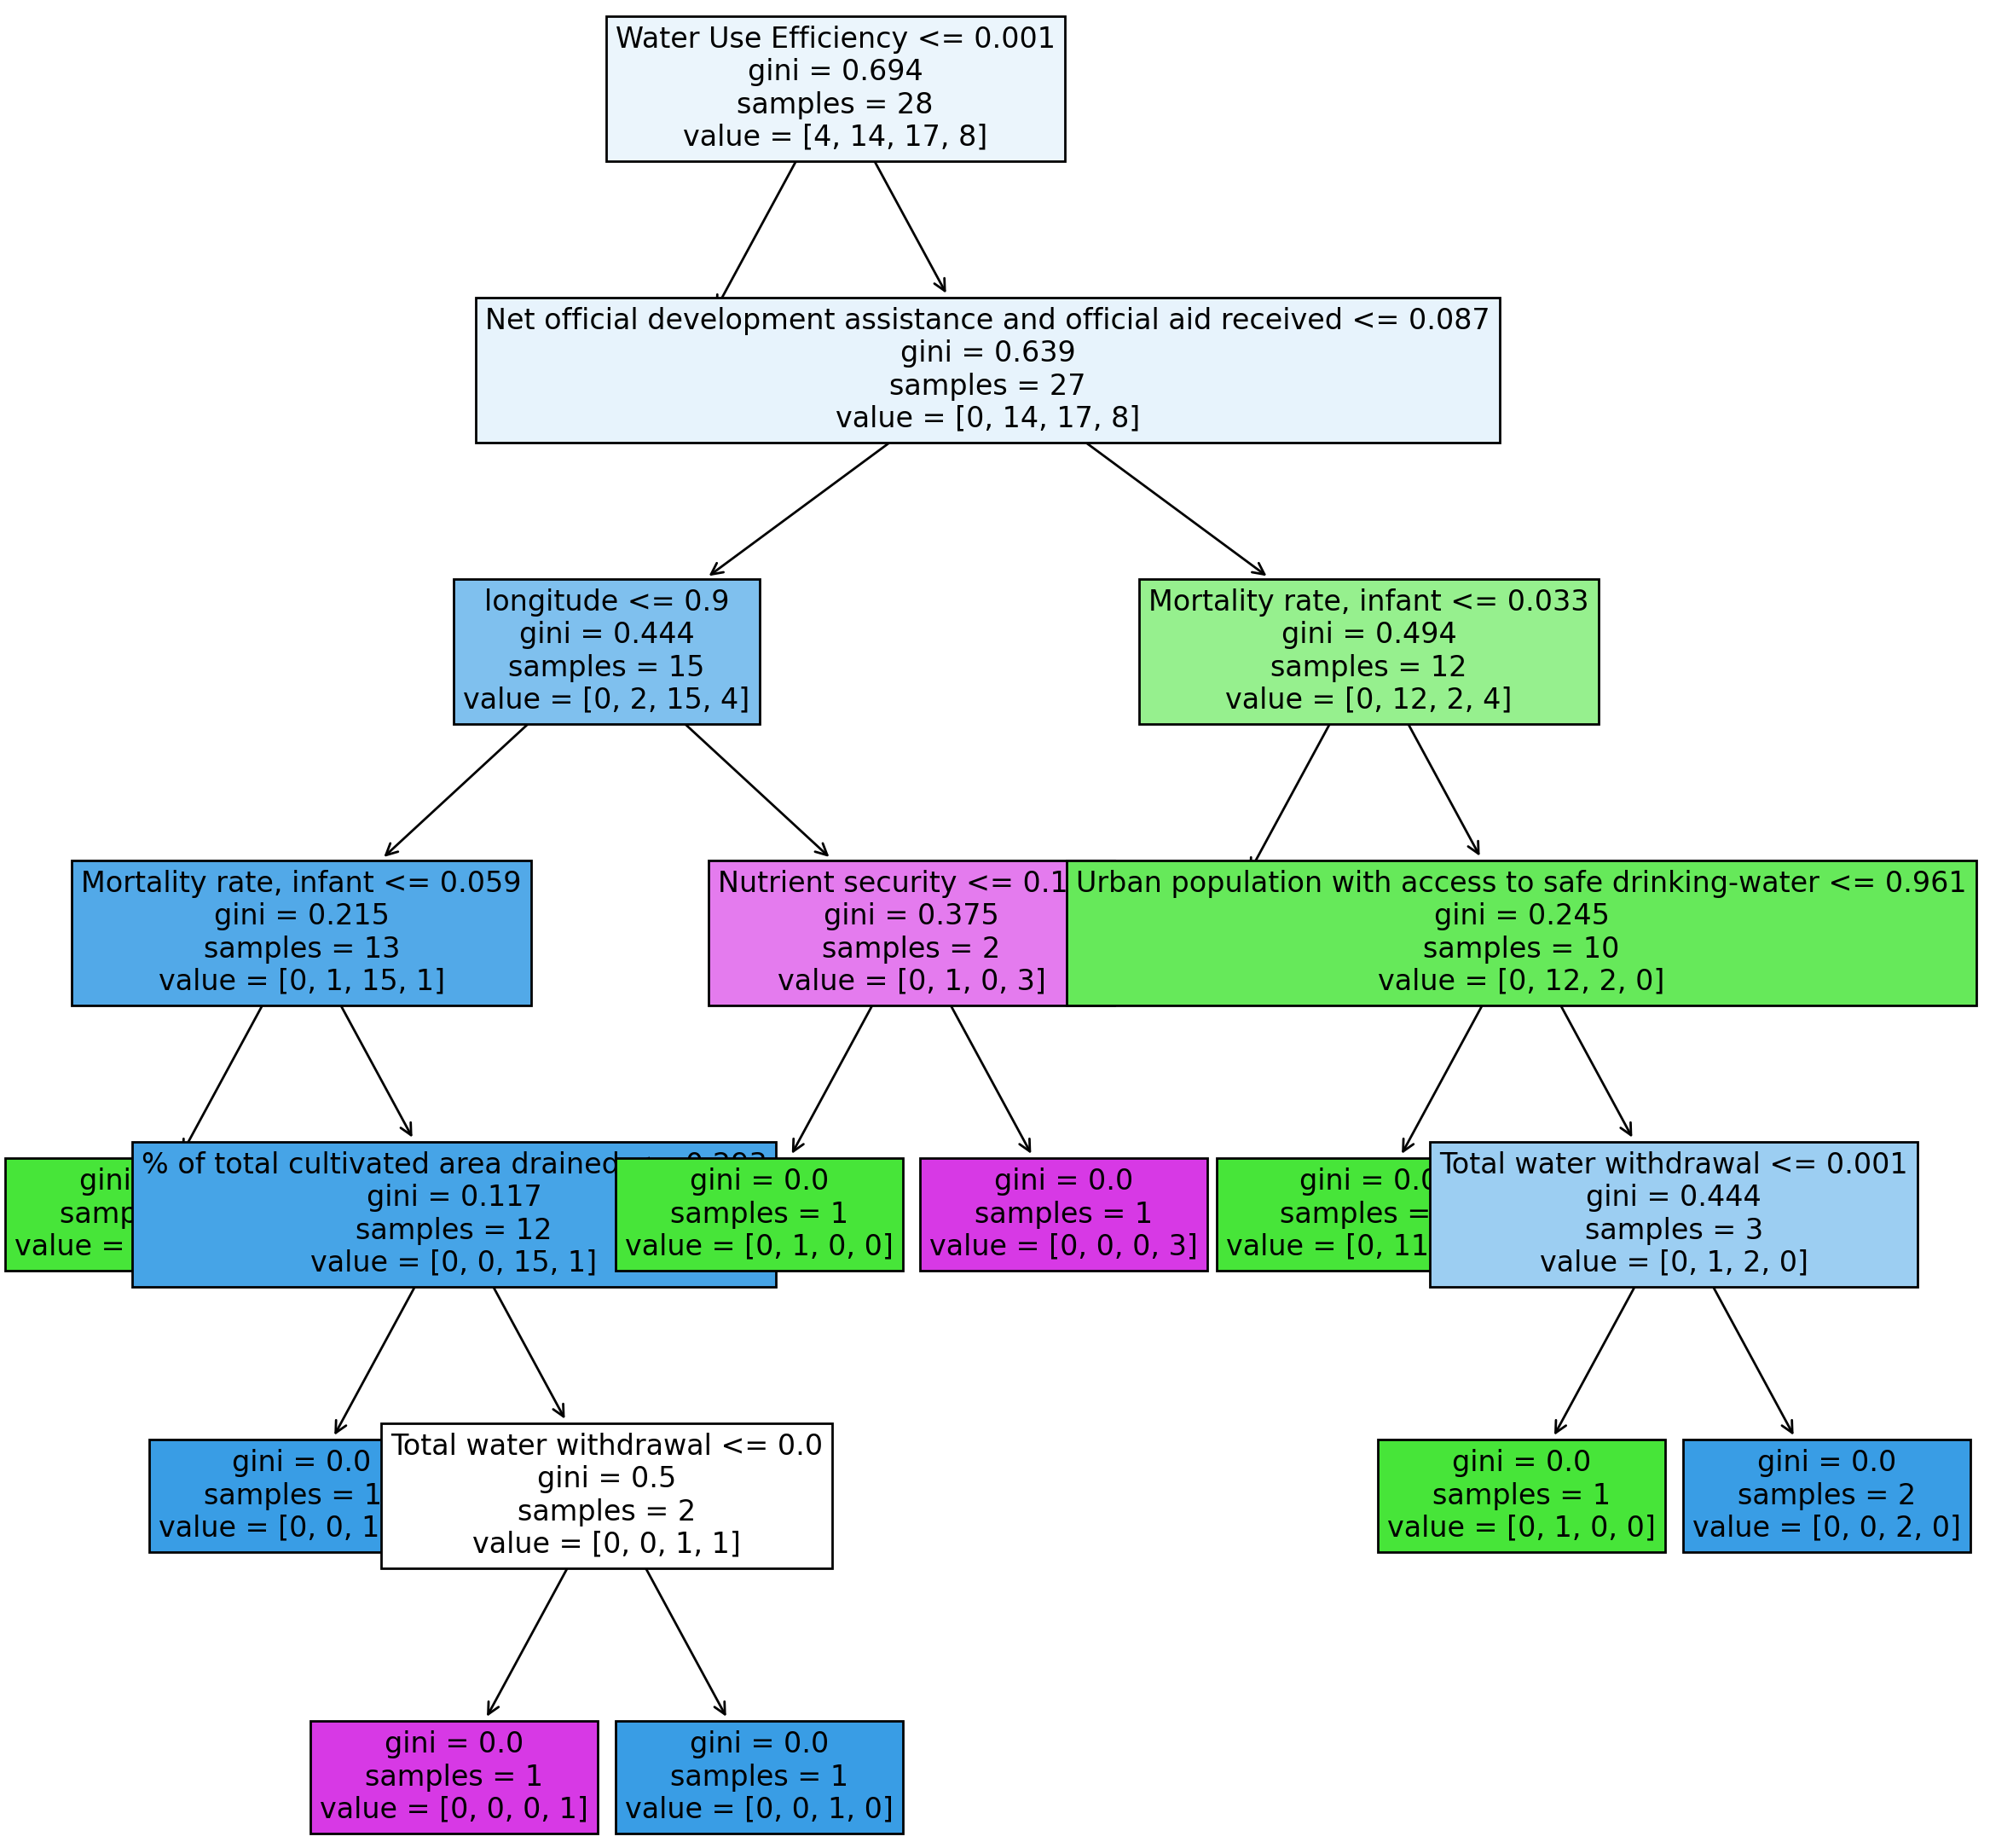 Water Use Efficiency <= 0.001
gini = 0.694
samples = 28
value = [4, 14, 17, 8]
Net official development assistance and official aid received <= 0.087
gini = 0.639
samples = 27
value = [0, 14, 17, 8]
longitude <= 0.9
gini = 0.444
samples = 15
value = [0, 2, 15, 4]
Mortality rate, infant <= 0.033
gini = 0.494
samples = 12
value = [0, 12, 2, 4]
Mortality rate, infant <= 0.059
gini = 0.215
samples = 13
value = [0, 1, 15, 1]
Nutrient security <=
gini = 0.375
samples = 2
value = [0, 1, 0, 3]
Urban population with access to safe drinking-water <= 0.961
gini = 0.245
samples = 10
value = [0, 12, 2, 0]
gini
value =
% of total cultivated area drained
gini = 0.117
samples = 12
value = [0, 0, 15, 1]
gini = 0.0
samples = 1
value = [0, 1, 0, 0]
gini = 0.0
samples = 1
value = [0, 0, 0, 3]
gini = 0.0
samples =
value = [0, 11
Total water withdrawal <= 0.001
gini = 0.444
samples = 3
value = [0, 1, 2, 0]
gini = 0.0
samples =
value = [0, 0,
Total water withdrawal <= 0.0
gini = 0.5
samples = 2
value = [0, 0, 1, 1]
gini = 0.0
samples = 1
value = [0, 1, 0, 0]
gini = 0.0
samples = 2
value = [0, 0, 2, 0]
gini = 0.0
samples = 1
value = [0, 0, 0, 1]
gini = 0.0
samples = 1
value = [0, 0, 1, 0]